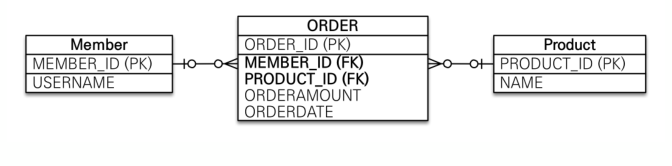 Member
MEMBER_ID (PK)
USERNAME
ORDER
ORDER_ID (PK)
MEMBER_ID (FK)
PRODUCT_ID (FK)
ORDERAMOUNT
ORDERDATE
Product
PRODUCT_ID (PK)
NAME